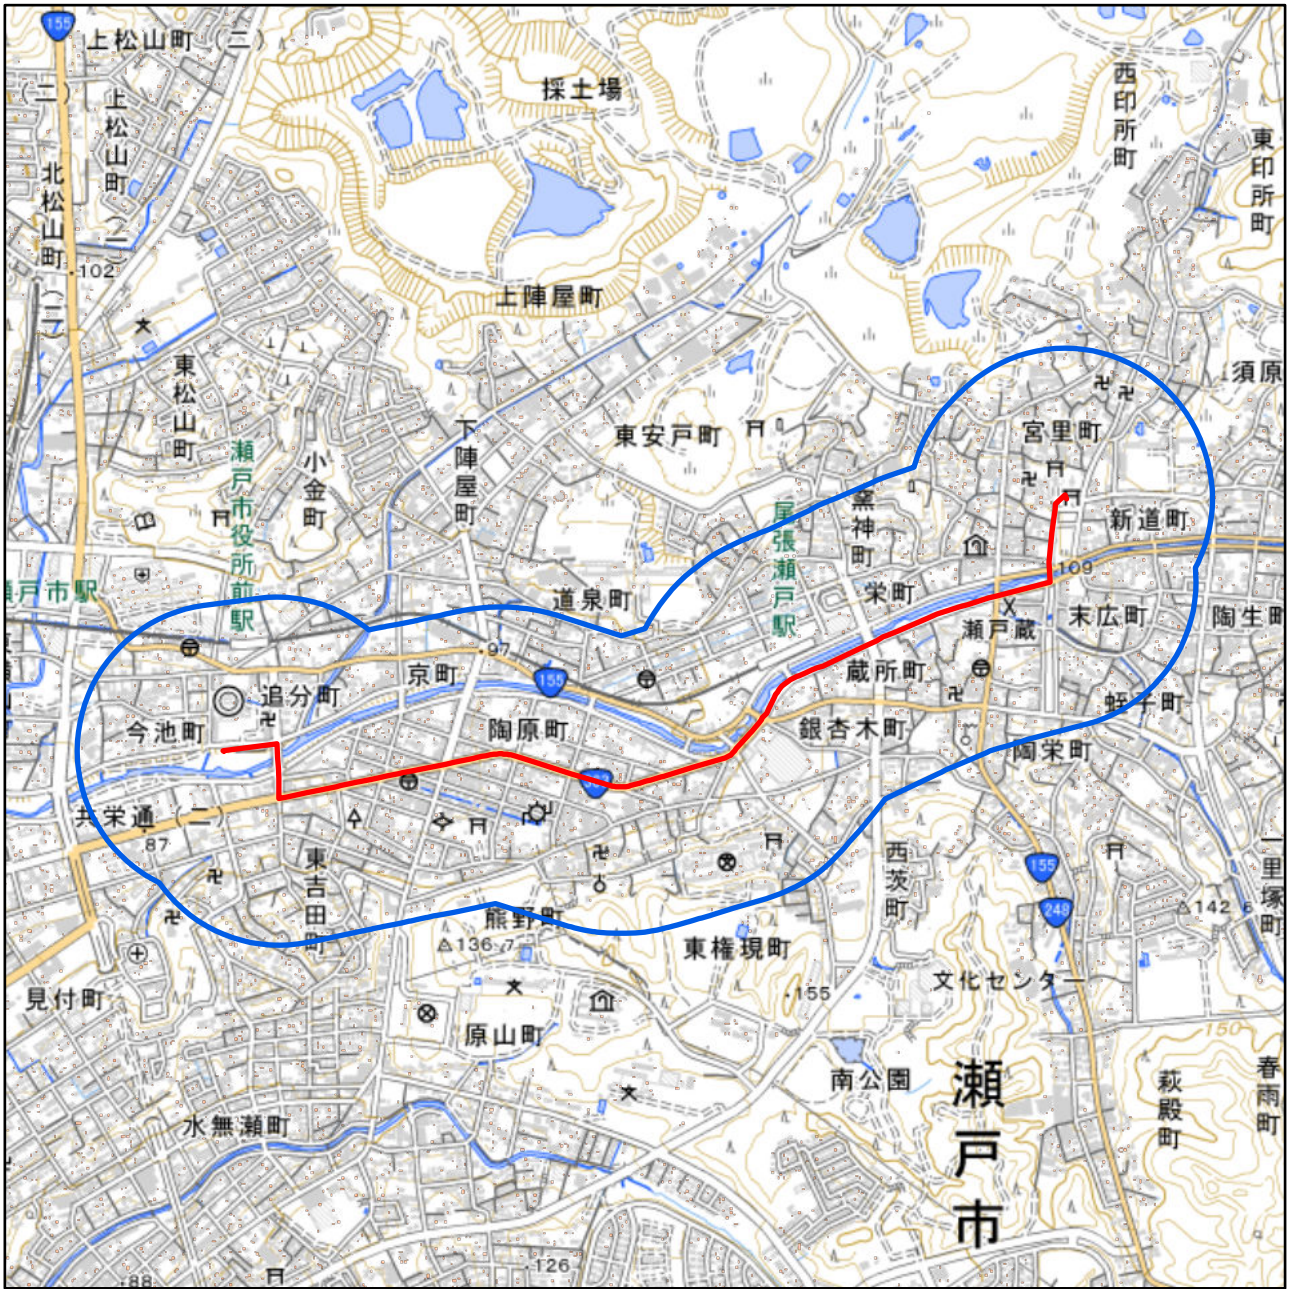 155
上松山町（二）
採土場
西印所町
上松山町（一）
東印所町
北松山町（二）
102
上陣屋町
東松山町
須原
下陣屋町
東安戸町
宮里町
瀬戸市役所前駅
小金町
尾張瀬戸駅
窯神町
新道町
109
戸市駅
道泉町
栄町
瀬戸蔵
末広町
陶生町
97
155
京町
追分町
蔵所町
蛭子町
今池町
陶原町
銀杏木町
陶栄町
共栄通（二）
87
東吉田町
西茨町
155
248
142.6
一里塚町
熊野町
136.7
東権現町
155
文化センター
見付町
原山町
150
南公園
瀬戸市
萩殿町
春雨町
水無瀬町
126
88